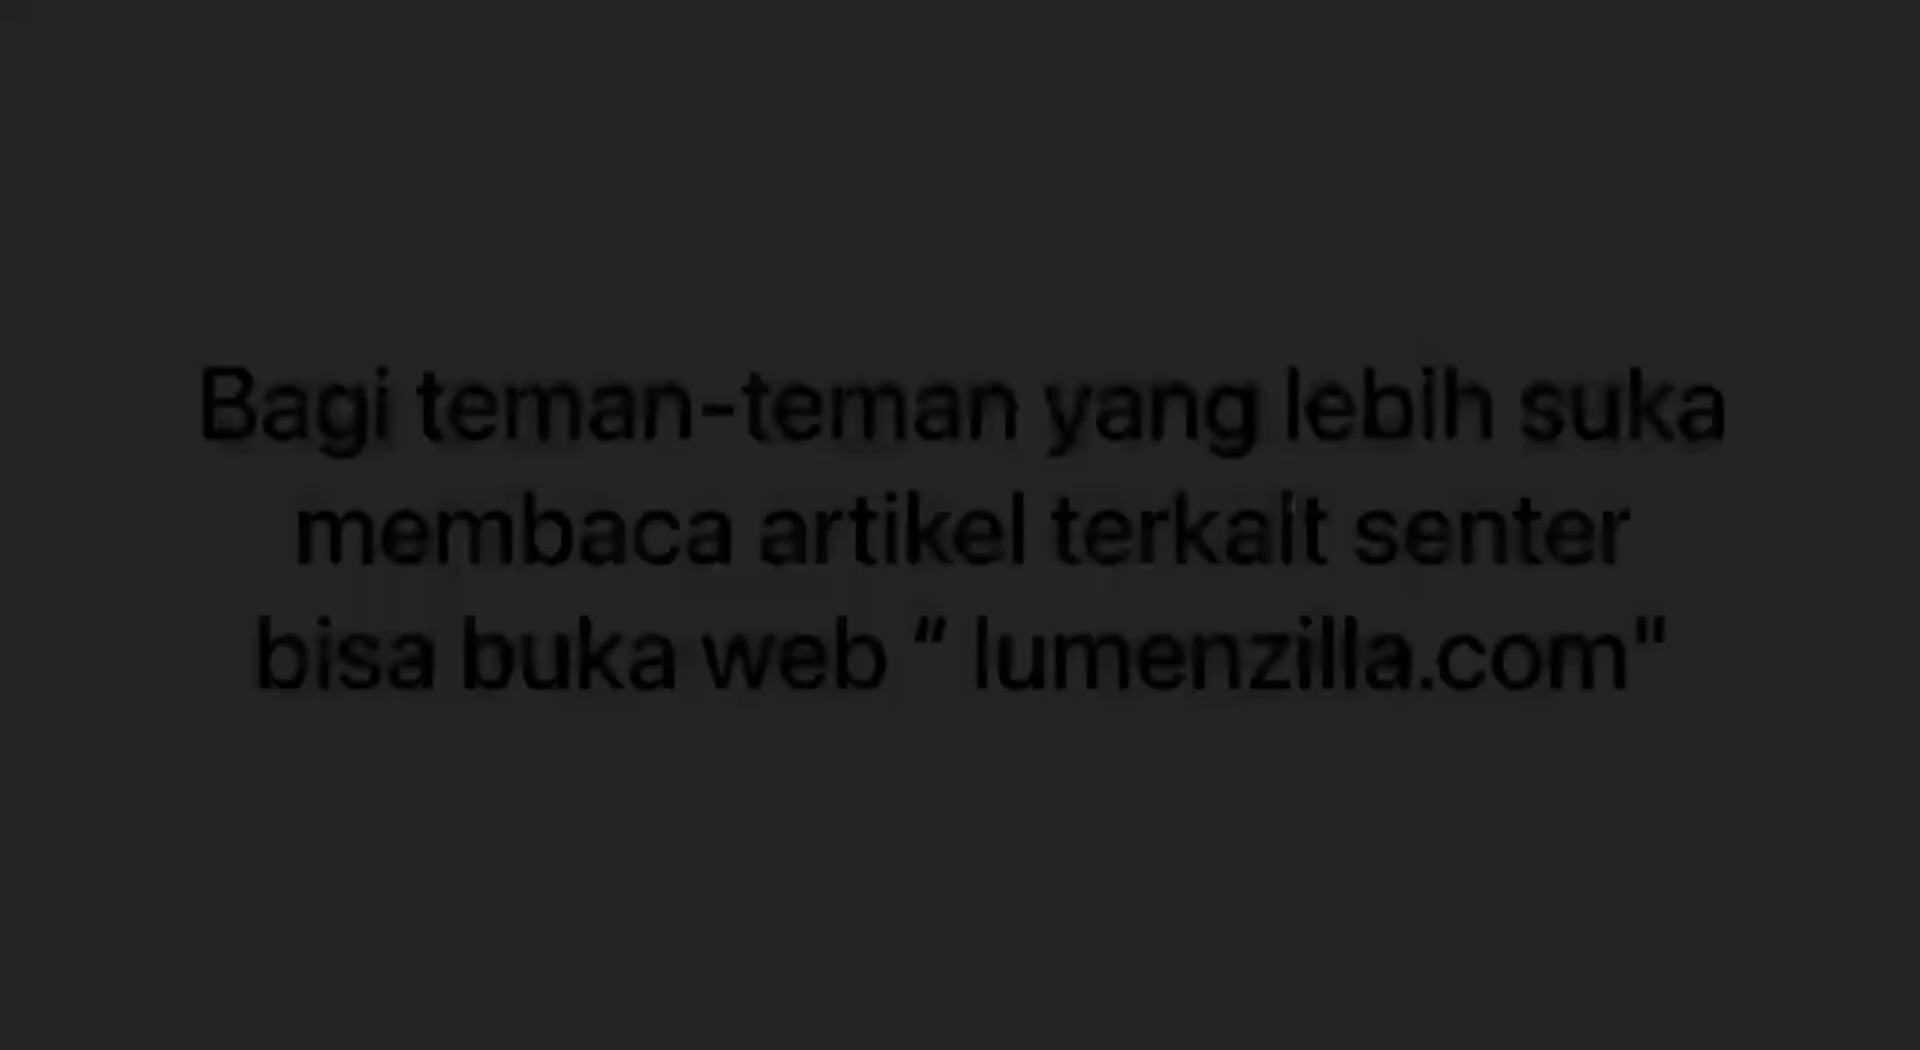 Bagi teman-teman yang lebih suka
membaca artikel terkait senter
bisa buka web “ lumenzilla.com"